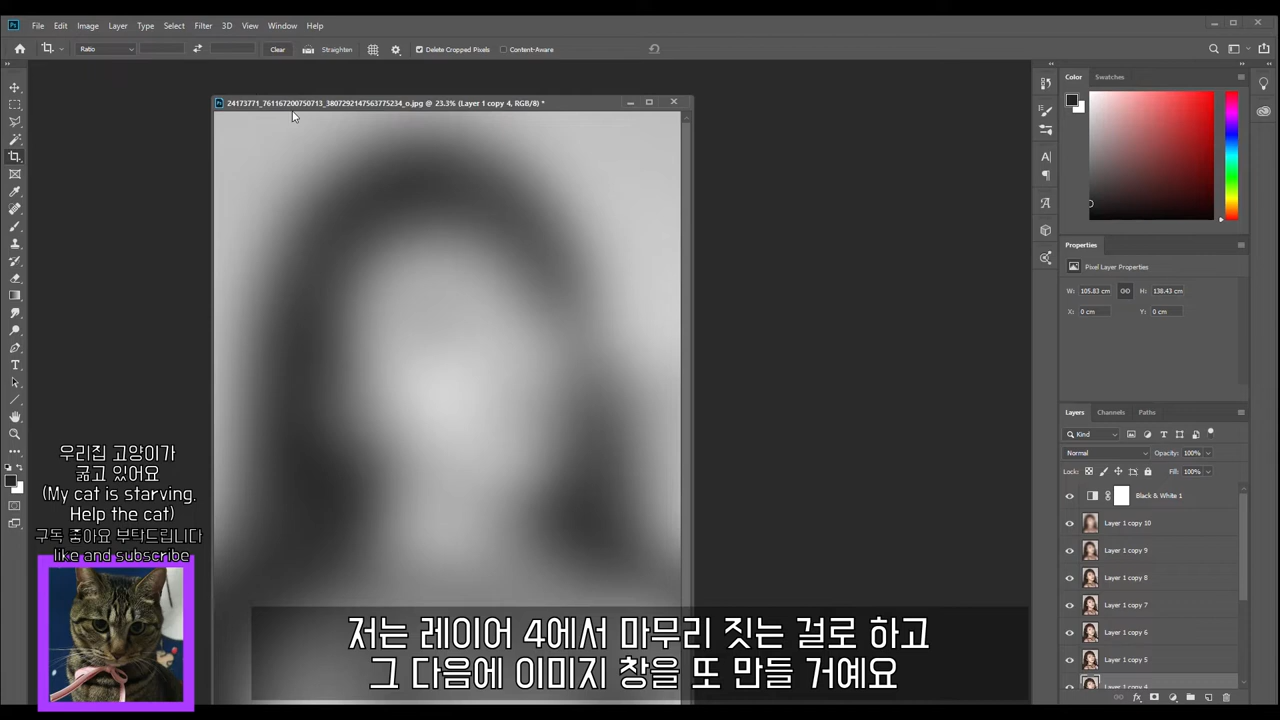 File Edit Image Layer Type Select Filter 3D View Window Help
Ratio Clear Straighten Delete Cropped Pixels Content-Aware
24173771_761167200750713_3807292147563775234_o.jpg @ 23.3% (Layer 1 copy 4, RGB/8) *
Color Swatches
Properties
Pixel Layer Properties
W: 105.83 cm H: 138.43 cm
X: 0 cm Y: 0 cm
Layers Channels Paths
Kind
Normal Opacity: 100%
Lock: Fill: 100%
Black & White 1
Layer 1 copy 10
Layer 1 copy 9
Layer 1 copy 8
Layer 1 copy 7
Layer 1 copy 6
Layer 1 copy 5
Layer 1 copy 4
우리집 고양이가
굶고 있어요
(My cat is starving.
Help the cat)
구독 좋아요 부탁드립니다
like and subscribe
저는 레이어 4에서 마무리 짓는 걸로 하고
그 다음에 이미지 창을 또 만들 거예요